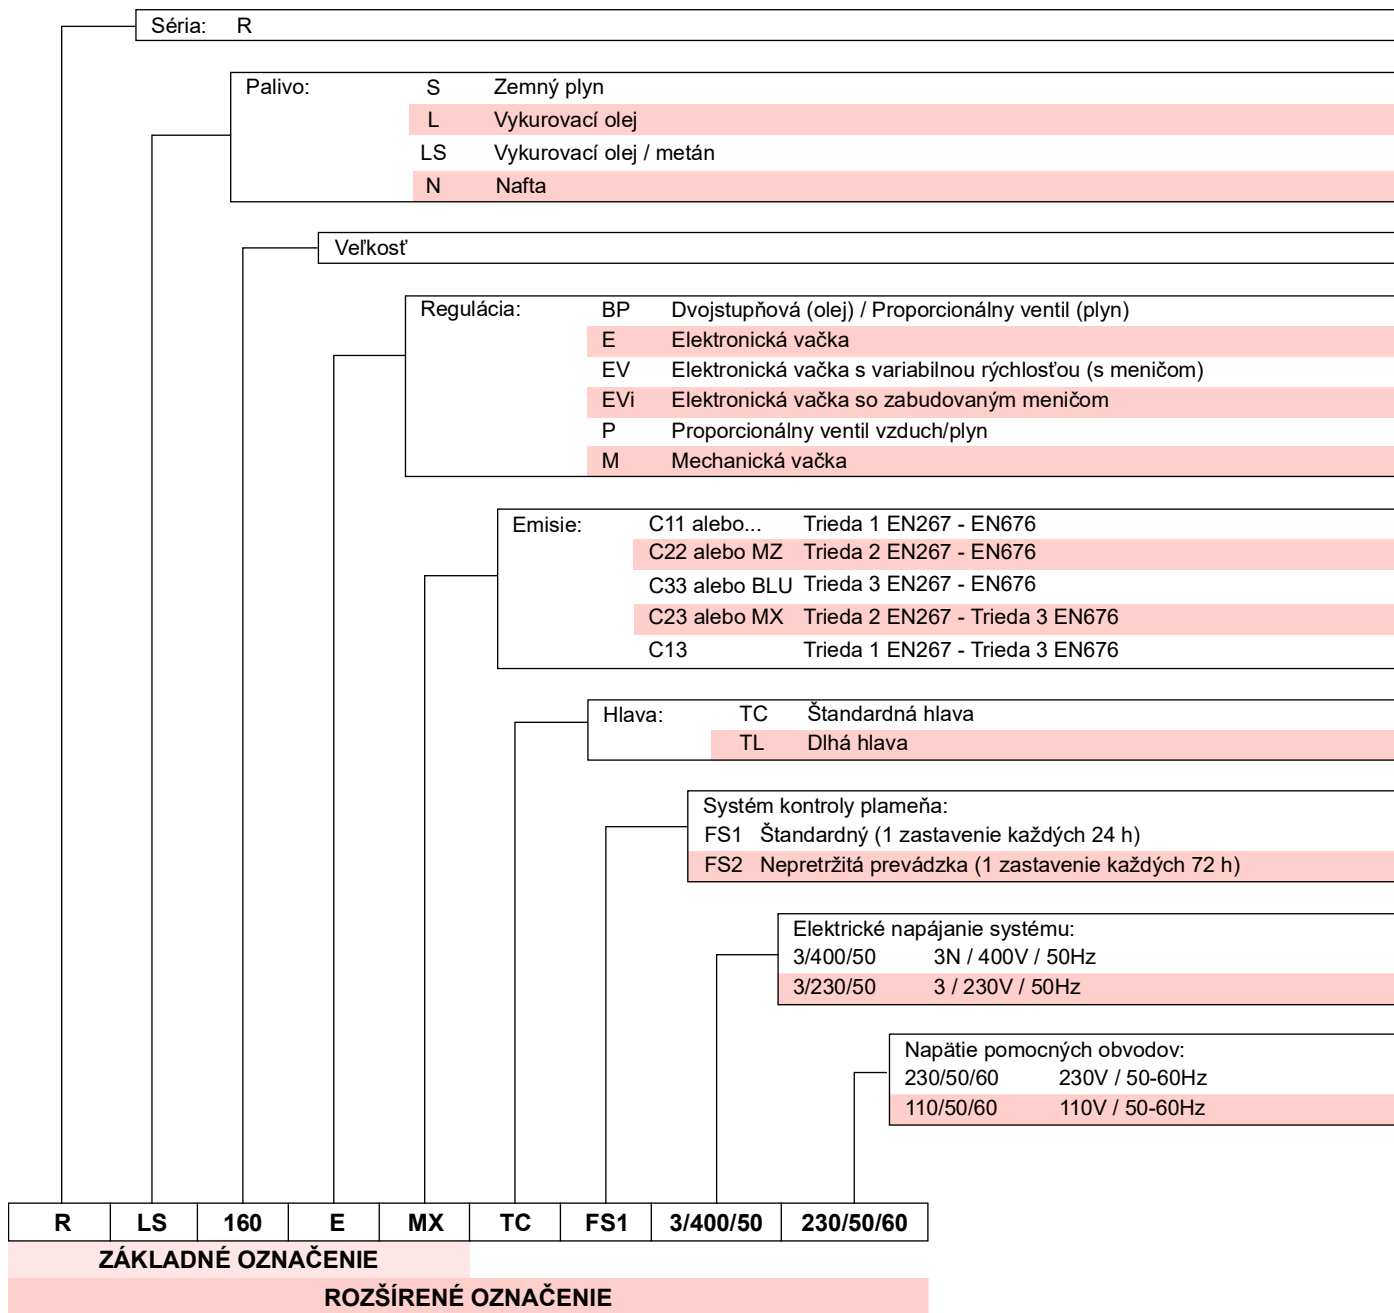 Séria: R
Palivo: S Zemný plyn
L Vykurovací olej
LS Vykurovací olej / metán
N Nafta
Veľkosť
Regulácia: BP Dvojstupňová (olej) / Proporcionálny ventil (plyn)
E Elektronická vačka
EV Elektronická vačka s variabilnou rýchlosťou (s meničom)
EVi Elektronická vačka so zabudovaným meničom
P Proporcionálny ventil vzduch/plyn
M Mechanická vačka
Emisie: C11 alebo... Trieda 1 EN267 - EN676
C22 alebo MZ Trieda 2 EN267 - EN676
C33 alebo BLU Trieda 3 EN267 - EN676
C23 alebo MX Trieda 2 EN267 - Trieda 3 EN676
C13 Trieda 1 EN267 - Trieda 3 EN676
Hlava: TC Štandardná hlava
TL Dlhá hlava
Systém kontroly plameňa:
FS1 Štandardný (1 zastavenie každých 24 h)
FS2 Nepretržitá prevádzka (1 zastavenie každých 72 h)
Elektrické napájanie systému:
3/400/50 3N / 400V / 50Hz
3/230/50 3 / 230V / 50Hz
Napätie pomocných obvodov:
230/50/60 230V / 50-60Hz
110/50/60 110V / 50-60Hz
R LS 160 E MX TC FS1 3/400/50 230/50/60
ZÁKLADNÉ OZNAČENIE
ROZŠÍRENÉ OZNAČENIE